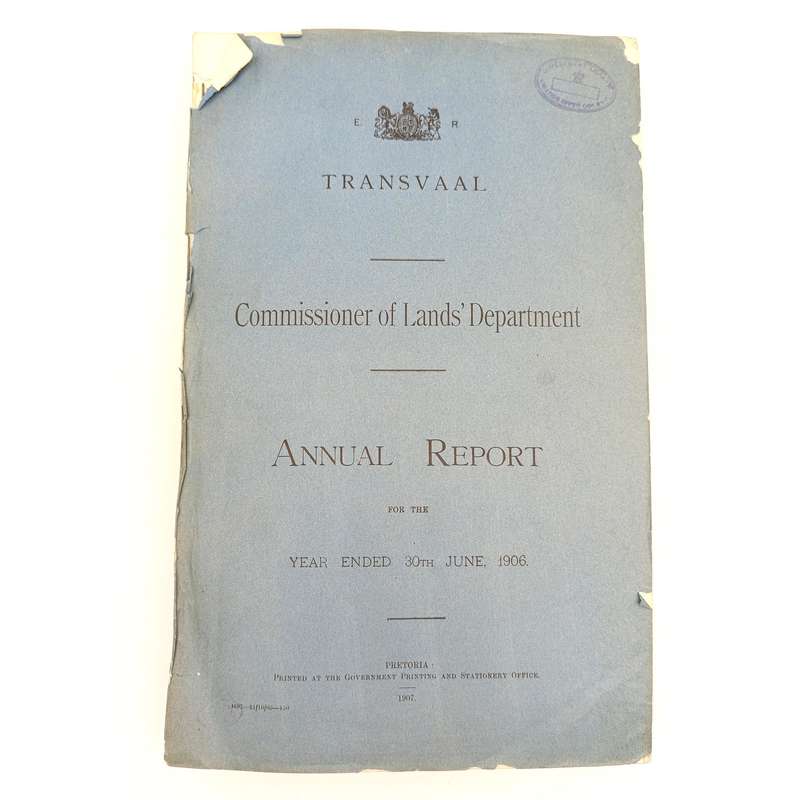 E. R
TRANSVAAL
Commissioner of Lands' Department
ANNUAL REPORT
FOR THE
YEAR ENDED 30TH JUNE, 1906.
PRETORIA:
PRINTED AT THE GOVERNMENT PRINTING AND STATIONERY OFFICE.
1907.